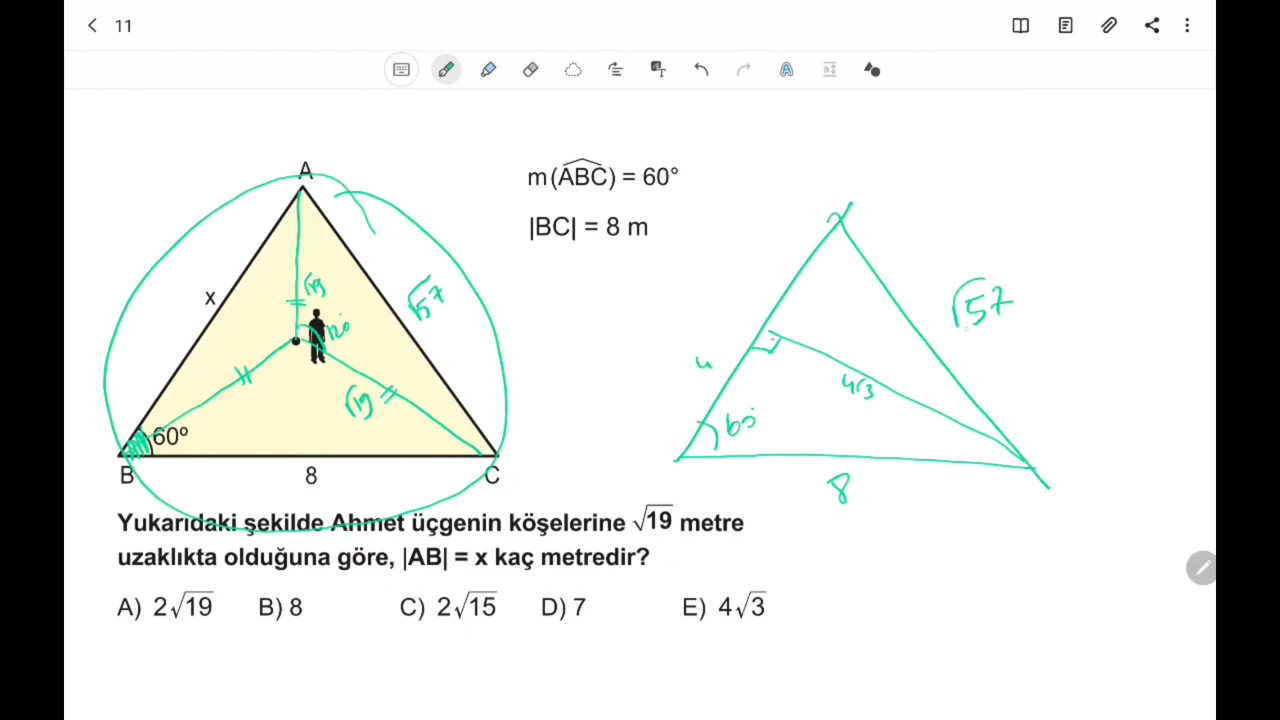 11
A
m(ABC) = 60°
|BC| = 8 m
x
√19
120
√57
√19
60°
B
8
C
√57
4
4√3
60
8
Yukarıdaki şekilde Ahmet üçgenin köşelerine √19 metre
uzaklıkta olduğuna göre, |AB| = x kaç metredir?
A) 2√19 B) 8 C) 2√15 D) 7 E) 4√3